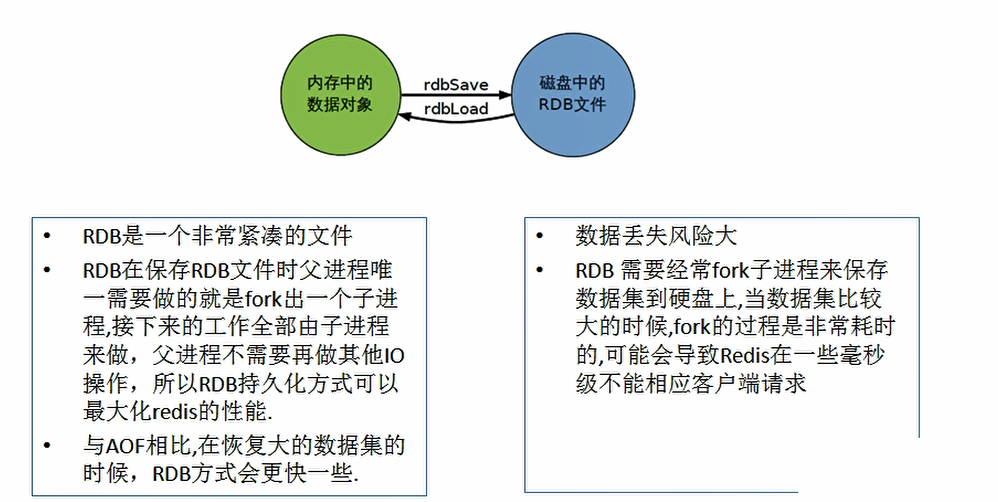 内存中的
数据对象
rdbSave
rdbLoad
磁盘中的
RDB文件
• RDB是一个非常紧凑的文件
• RDB在保存RDB文件时父进程唯
一需要做的就是fork出一个子进
程,接下来的工作全部由子进程
来做，父进程不需要再做其他IO
操作，所以RDB持久化方式可以
最大化redis的性能.
• 与AOF相比,在恢复大的数据集的
时候，RDB方式会更快一些.
• 数据丢失风险大
• RDB 需要经常fork子进程来保存
数据集到硬盘上,当数据集比较
大的时候,fork的过程是非常耗时
的,可能会导致Redis在一些毫秒
级不能相应客户端请求